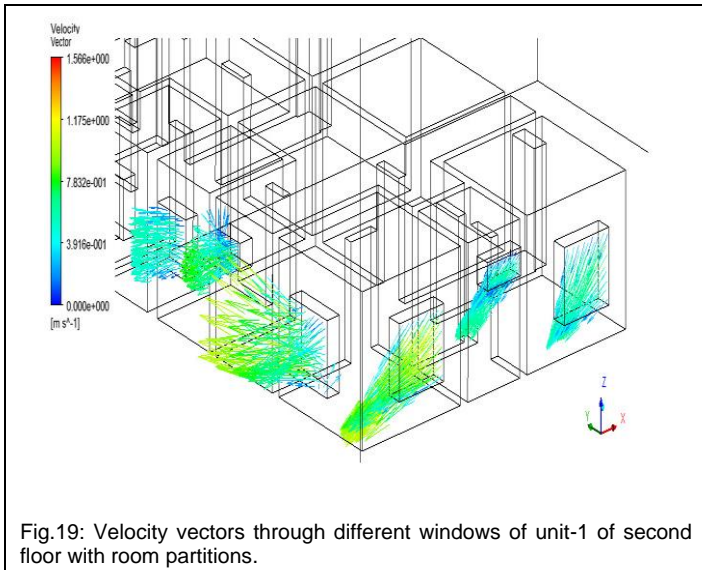 Velocity
Vector
1.566e+000
1.175e+000
7.832e-001
3.916e-001
0.000e+000
[m s^-1]
Z
Y
X
Fig.19: Velocity vectors through different windows of unit-1 of second
floor with room partitions.